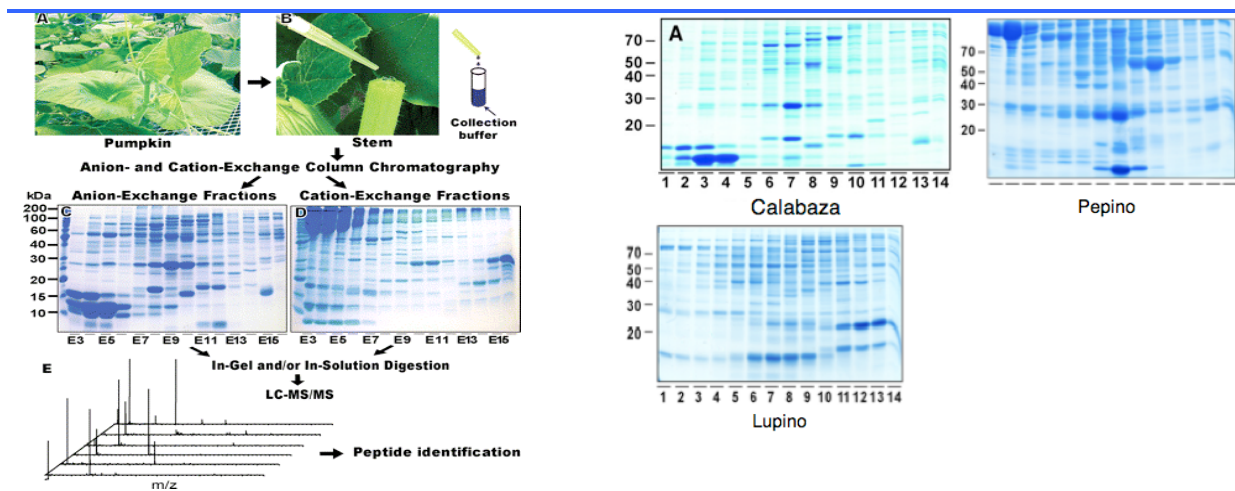 A
B
Collection
buffer
Pumpkin
Stem
Anion- and Cation-Exchange Column Chromatography
kDa
Anion-Exchange Fractions
Cation-Exchange Fractions
200
100
60
40
30
20
15
10
C
D
E3 E5 E7 E9 E11 E13 E15
E3 E5 E7 E9 E11 E13 E15
In-Gel and/or In-Solution Digestion
LC-MS/MS
E
Peptide identification
m/z
A
70
50
40
30
20
1 2 3 4 5 6 7 8 9 10 11 12 13 14
Calabaza
70
50
40
30
20
Pepino
70
50
40
30
20
1 2 3 4 5 6 7 8 9 10 11 12 13 14
Lupino